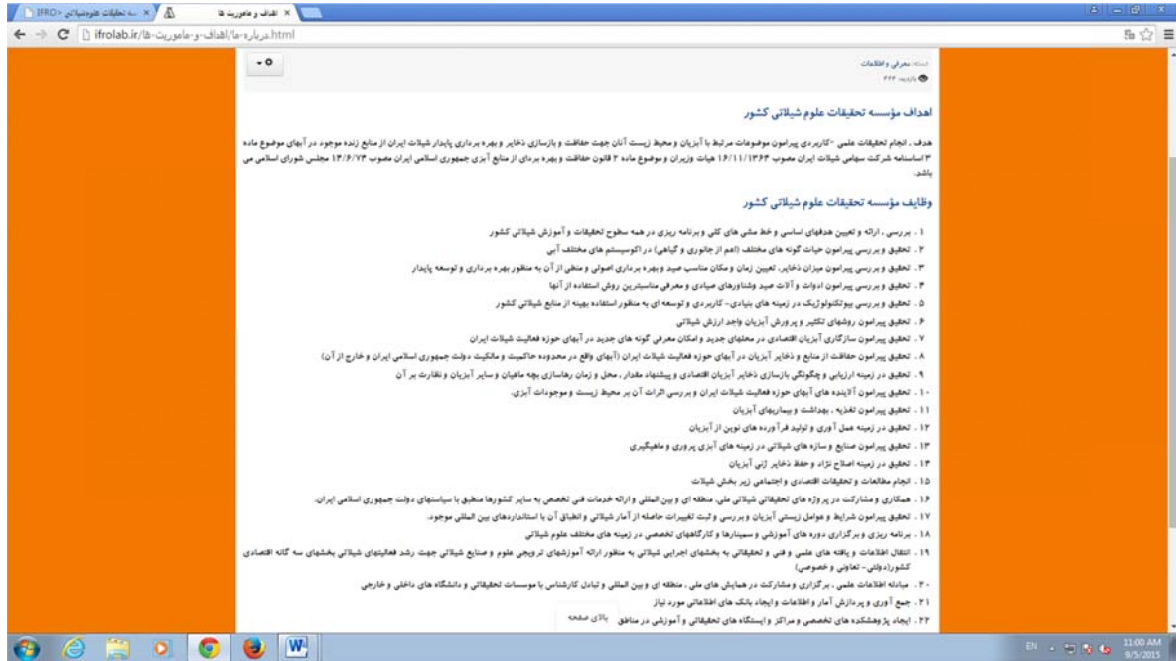 اهداف و ماموریت ها
ifrolab.ir/درباره-ما/اهداف-و-ماموریت-ها.html
دسته: معرفی و اطلاعات
اهداف مؤسسه تحقیقات علوم شیلاتی کشور
هدف ، انجام تحقیقات علمی -کاربردی پیرامون موضوعات مرتبط با آبزیان و محیط زیست آنان جهت حفاظت و بازسازی ذخایر و بهره برداری پایدار شیلات ایران از منابع زنده موجود در آبهای موضوع ماده
۳ اساسنامه شرکت سهامی شیلات ایران مصوب ۱۶/۱۱/۱۳۶۳ هیات وزیران و موضوع ماده ۲ قانون حفاظت و بهره بردای از منابع آبزی جمهوری اسلامی ایران مصوب ۱۴/۶/۷۴ مجلس شورای اسلامی می
باشد.
وظایف مؤسسه تحقیقات علوم شیلاتی کشور
۱ . بررسی ، ارائه و تعیین هدفهای اساسی و خط مشی های کلی و برنامه ریزی در همه سطوح تحقیقات و آموزش شیلاتی کشور
۲ . تحقیق و بررسی پیرامون حیات گونه های مختلف (اعم از جانوری و گیاهی) در اکوسیستم های مختلف آبی
۳ . تحقیق و بررسی پیرامون میزان ذخایر، تعیین زمان و مکان مناسب صید و بهره برداری اصولی و منطقی از آن به منظور بهره برداری و توسعه پایدار
۴ . تحقیق و بررسی پیرامون ادوات و آلات صید وشناورهای صیادی و معرفی مناسبترین روش استفاده از آنها
۵ . تحقیق و بررسی بیوتکنولوژیک در زمینه های بنیادی- کاربردی و توسعه ای به منظور استفاده بهینه از منابع شیلاتی کشور
۶ . تحقیق پیرامون روشهای تکثیر و پرورش آبزیان واجد ارزش شیلاتی
۷ . تحقیق پیرامون سازگاری آبزیان اقتصادی در محلهای جدید و امکان معرفی گونه های جدید در آبهای حوزه فعالیت شیلات ایران
۸ . تحقیق پیرامون حفاظت از منابع و ذخایر آبزیان در آبهای حوزه فعالیت شیلات ایران (آبهای واقع در محدوده حاکمیت و مالکیت دولت جمهوری اسلامی ایران و خارج از آن)
۹ . تحقیق در زمینه ارزیابی و چگونگی بازسازی ذخایر آبزیان اقتصادی و پیشنهاد مقدار ، محل و زمان رهاسازی بچه ماهیان و سایر آبزیان و نظارت بر آن
۱۰ . تحقیق پیرامون آلاینده های آبهای حوزه فعالیت شیلات ایران و بررسی اثرات آن بر محیط زیست و موجودات آبزی.
۱۱ . تحقیق پیرامون تغذیه ، بهداشت و بیماریهای آبزیان
۱۲ . تحقیق در زمینه عمل آوری و تولید فرآورده های نوین از آبزیان
۱۳ . تحقیق پیرامون صنایع و سازه های شیلاتی در زمینه های آبزی پروری و ماهیگیری
۱۴ . تحقیق در زمینه اصلاح نژاد و حفظ ذخایر ژنی آبزیان
۱۵ . انجام مطالعات و تحقیقات اقتصادی و اجتماعی زیر بخش شیلات
۱۶ . همکاری و مشارکت در پروژه های تحقیقاتی شیلاتی ملی، منطقه ای و بین المللی و ارائه خدمات فنی تخصصی به سایر کشورها منطبق با سیاستهای دولت جمهوری اسلامی ایران.
۱۷ . تحقیق پیرامون شرایط و عوامل زیستی آبزیان و بررسی و ثبت تغییرات حاصله از آمار شیلاتی و انطباق آن با استانداردهای بین المللی موجود.
۱۸ . برنامه ریزی و برگزاری دوره های آموزشی و سمینارها و کارگاههای تخصصی در زمینه های مختلف علوم شیلاتی
۱۹ . انتقال اطلاعات و یافته های علمی و فنی و تحقیقاتی به بخشهای اجرایی شیلاتی به منظور ارائه آموزشهای ترویجی علوم و صنایع شیلاتی جهت رشد فعالیتهای شیلاتی بخشهای سه گانه اقتصادی
کشور(دولتی- تعاونی و خصوصی)
۲۰ . مبادله اطلاعات علمی ، برگزاری و مشارکت در همایش های ملی ، منطقه ای و بین المللی و تبادل کارشناس با موسسات تحقیقاتی و دانشگاه های داخلی و خارجی
۲۱ . جمع آوری و پردازش آمار و اطلاعات و ایجاد بانک های اطلاعاتی مورد نیاز
۲۲ . ایجاد پژوهشکده های تخصصی و مراکز و ایستگاه های تحقیقاتی و آموزشی در مناطق
بالای صفحه
EN
11:00 AM
9/5/2015